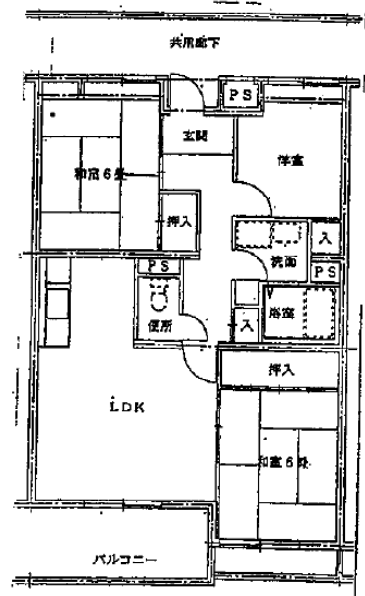 共用廊下
PS
玄関
洋室
和室6畳
押入
入
洗面
PS
PS
浴室
便所
入
押入
LDK
和室6畳
バルコニー